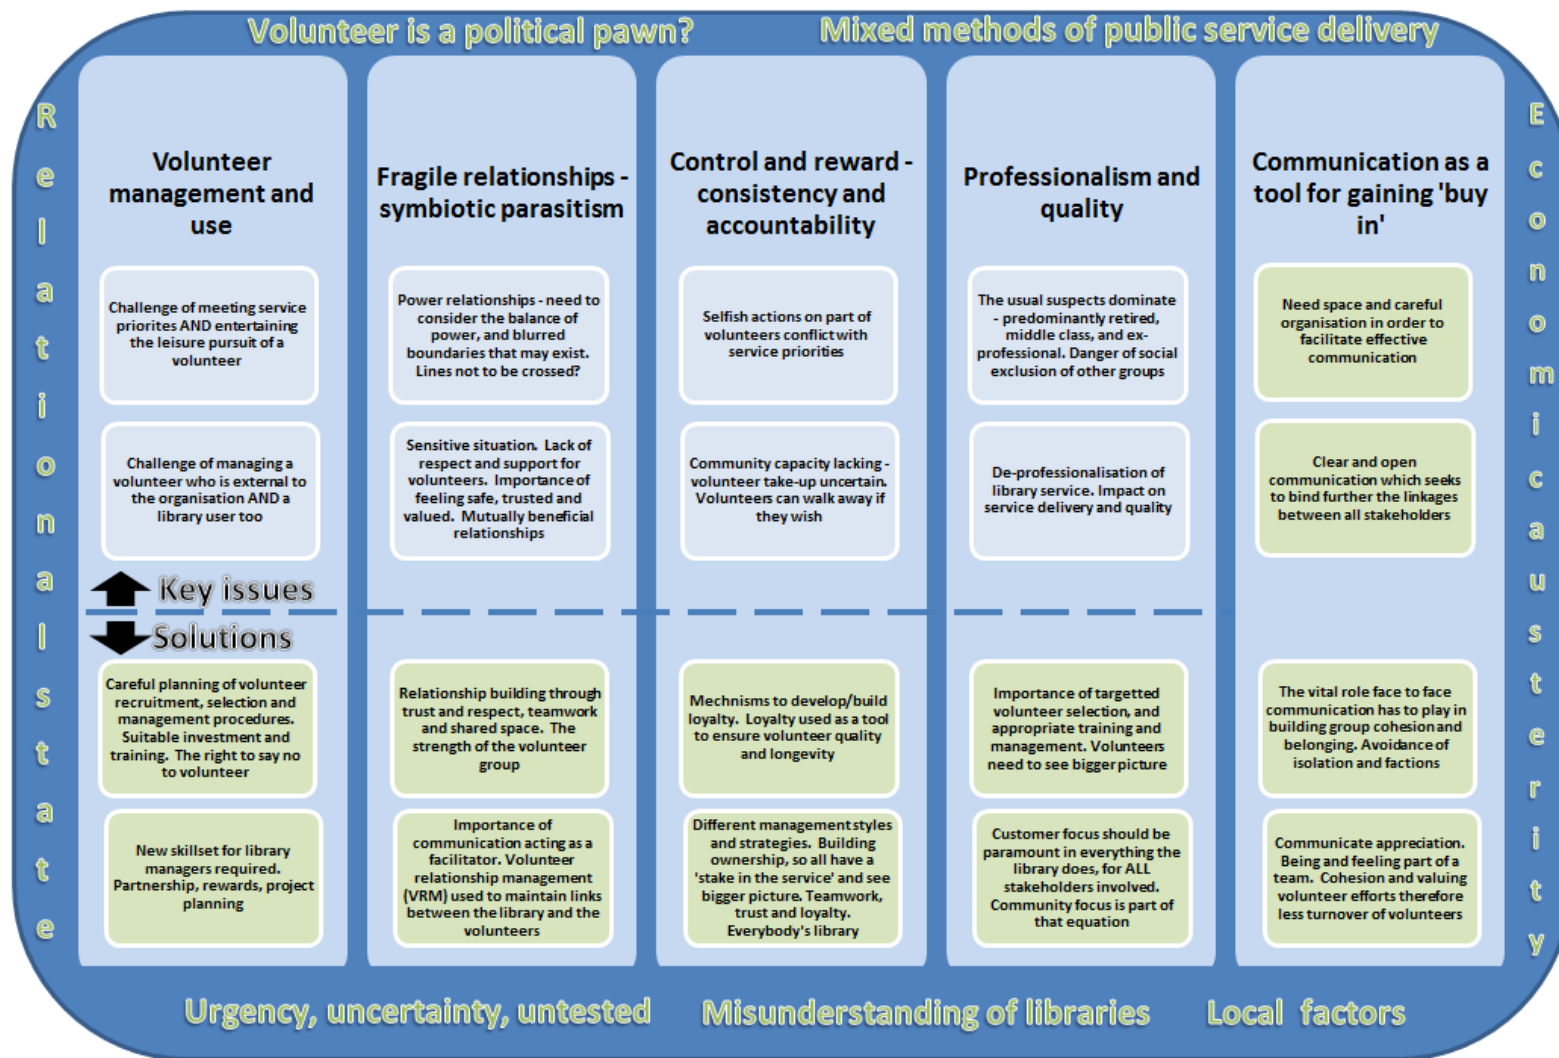 Volunteer is a political pawn?
Mixed methods of public service delivery
Relational state
Volunteer
management and
use
Challenge of meeting service
priorites AND entertaining
the leisure pursuit of a
volunteer
Challenge of managing a
volunteer who is external to
the organisation AND a
library user too
Key issues
Solutions
Careful planning of volunteer
recruitment, selection and
management procedures.
Suitable investment and
training. The right to say no
to volunteer
New skillset for library
managers required.
Partnership, rewards, project
planning
Fragile relationships -
symbiotic parasitism
Power relationships - need to
consider the balance of
power, and blurred
boundaries that may exist.
Lines not to be crossed?
Sensitive situation. Lack of
respect and support for
volunteers. Importance of
feeling safe, trusted and
valued. Mutually beneficial
relationships
Relationship building through
trust and respect, teamwork
and shared space. The
strength of the volunteer
group
Importance of
communication acting as a
facilitator. Volunteer
relationship management
(VRM) used to maintain links
between the library and the
volunteers
Control and reward -
consistency and
accountability
Selfish actions on part of
volunteers conflict with
service priorities
Community capacity lacking -
volunteer take-up uncertain.
Volunteers can walk away if
they wish
Mechnisms to develop/build
loyalty. Loyalty used as a tool
to ensure volunteer quality
and longevity
Different management styles
and strategies. Building
ownership, so all have a
'stake in the service' and see
bigger picture. Teamwork,
trust and loyalty.
Everybody's library
Professionalism and
quality
The usual suspects dominate
- predominantly retired,
middle class, and ex-
professional. Danger of social
exclusion of other groups
De-professionalisation of
library service. Impact on
service delivery and quality
Importance of targetted
volunteer selection, and
appropriate training and
management. Volunteers
need to see bigger picture
Customer focus should be
paramount in everything the
library does, for ALL
stakeholders involved.
Community focus is part of
that equation
Communication as a
tool for gaining 'buy
in'
Need space and careful
organisation in order to
facilitate effective
communication
Clear and open
communication which seeks
to bind further the linkages
between all stakeholders
The vital role face to face
communication has to play in
building group cohesion and
belonging. Avoidance of
isolation and factions
Communicate appreciation.
Being and feeling part of a
team. Cohesion and valuing
volunteer efforts therefore
less turnover of volunteers
Economic austerity
Urgency, uncertainty, untested
Misunderstanding of libraries
Local factors